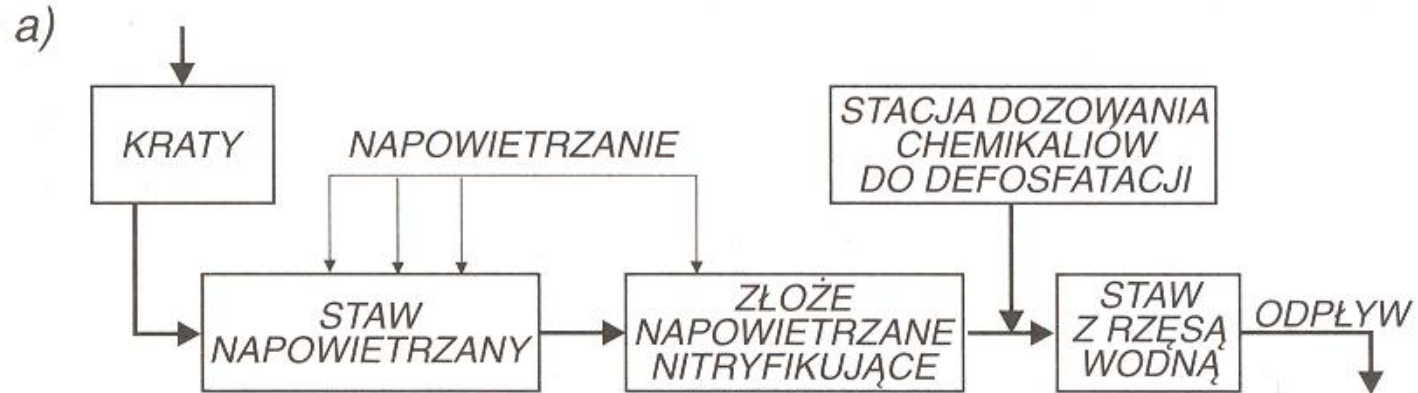 a)
KRATY
NAPOWIETRZANIE
STACJA DOZOWANIA
CHEMIKALIÓW
DO DEFOSFATACJI
STAW
NAPOWIETRZANY
ZŁOŻE
NAPOWIETRZANE
NITRYFIKUJĄCE
STAW
Z RZĘSĄ
WODNĄ
ODPŁYW